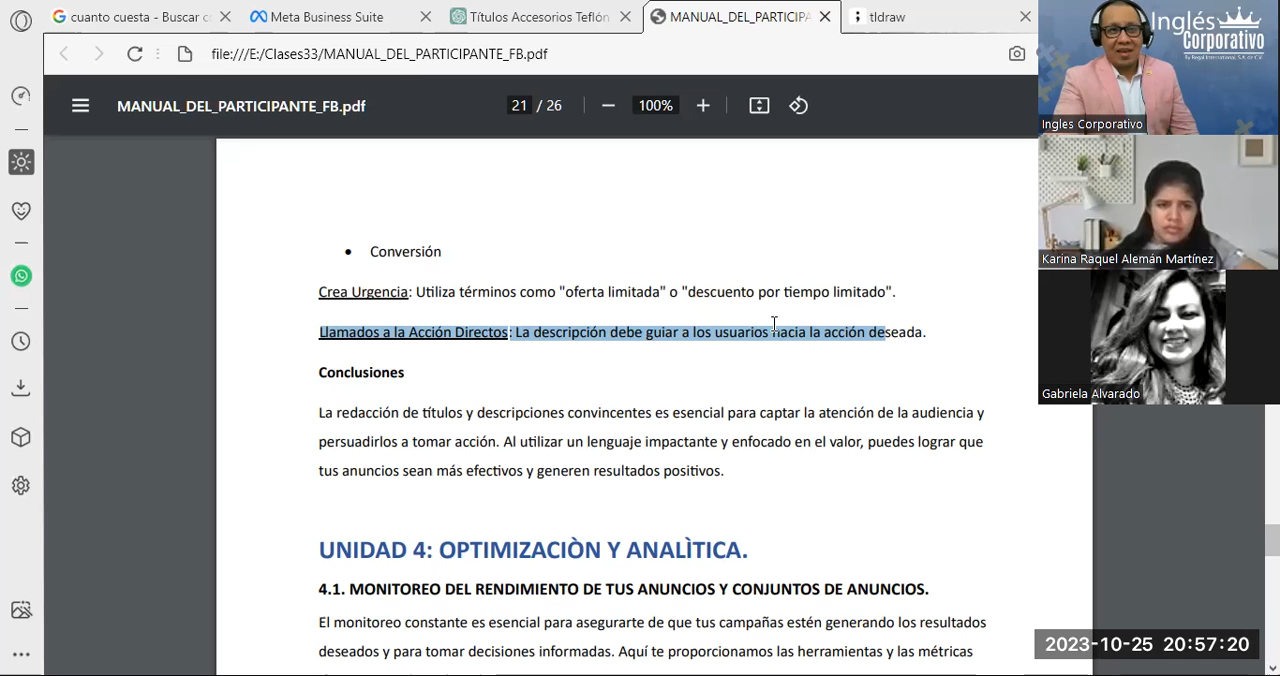 cuanto cuesta - Buscar c
Meta Business Suite
Títulos Accesorios Teflón
MANUAL_DEL_PARTICIPA
tldraw
file:///E:/Clases33/MANUAL_DEL_PARTICIPANTE_FB.pdf
MANUAL_DEL_PARTICIPANTE_FB.pdf
21 / 26
100%
Inglés
Corporativo
By Regal International, S.A. de C.V.
Ingles Corporativo
Karina Raquel Alemán Martínez
Gabriela Alvarado
• Conversión
Crea Urgencia: Utiliza términos como "oferta limitada" o "descuento por tiempo limitado".
Llamados a la Acción Directos: La descripción debe guiar a los usuarios hacia la acción deseada.
Conclusiones
La redacción de títulos y descripciones convincentes es esencial para captar la atención de la audiencia y
persuadirlos a tomar acción. Al utilizar un lenguaje impactante y enfocado en el valor, puedes lograr que
tus anuncios sean más efectivos y generen resultados positivos.
UNIDAD 4: OPTIMIZACIÒN Y ANALÌTICA.
4.1. MONITOREO DEL RENDIMIENTO DE TUS ANUNCIOS Y CONJUNTOS DE ANUNCIOS.
El monitoreo constante es esencial para asegurarte de que tus campañas estén generando los resultados
deseados y para tomar decisiones informadas. Aquí te proporcionamos las herramientas y las métricas
2023-10-25 20:57:20